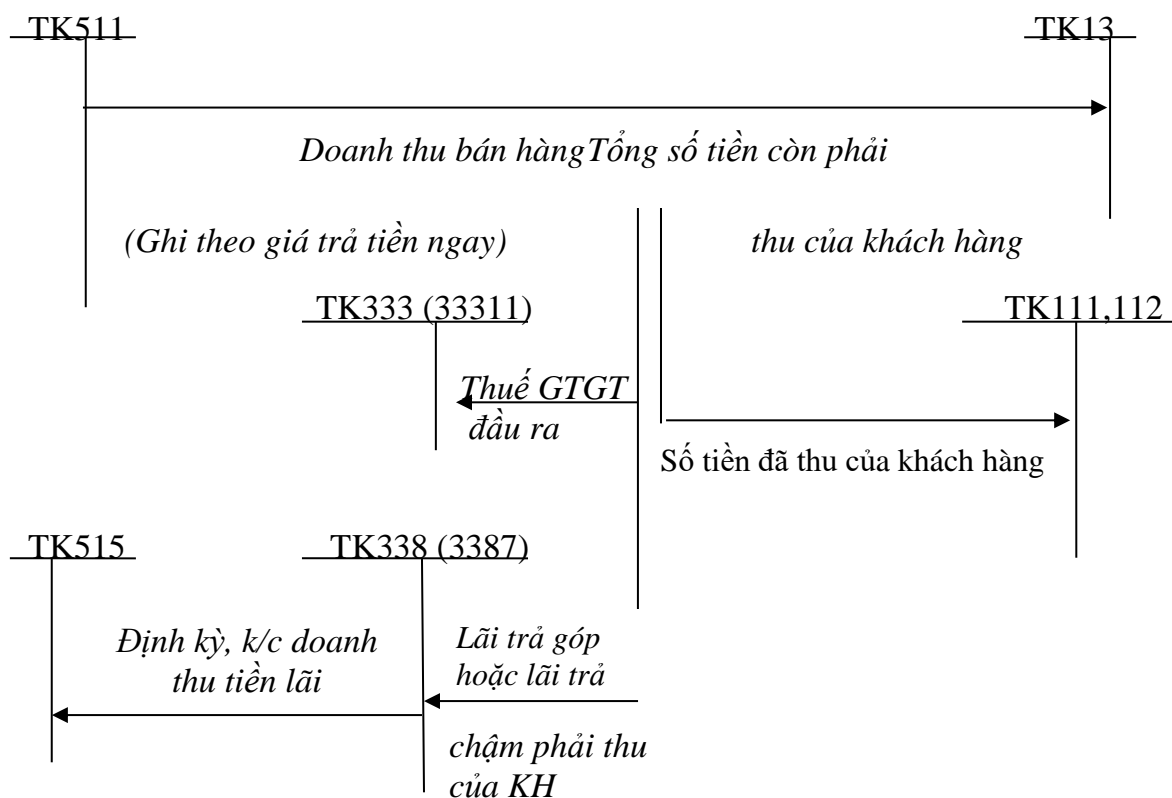 TK511 TK13
Doanh thu bán hàngTổng số tiền còn phải
(Ghi theo giá trả tiền ngay) thu của khách hàng
TK333 (33311) TK111,112
Thuế GTGT
đầu ra
Số tiền đã thu của khách hàng
TK515 TK338 (3387)
Định kỳ, k/c doanh
thu tiền lãi
Lãi trả góp
hoặc lãi trả
chậm phải thu
của KH